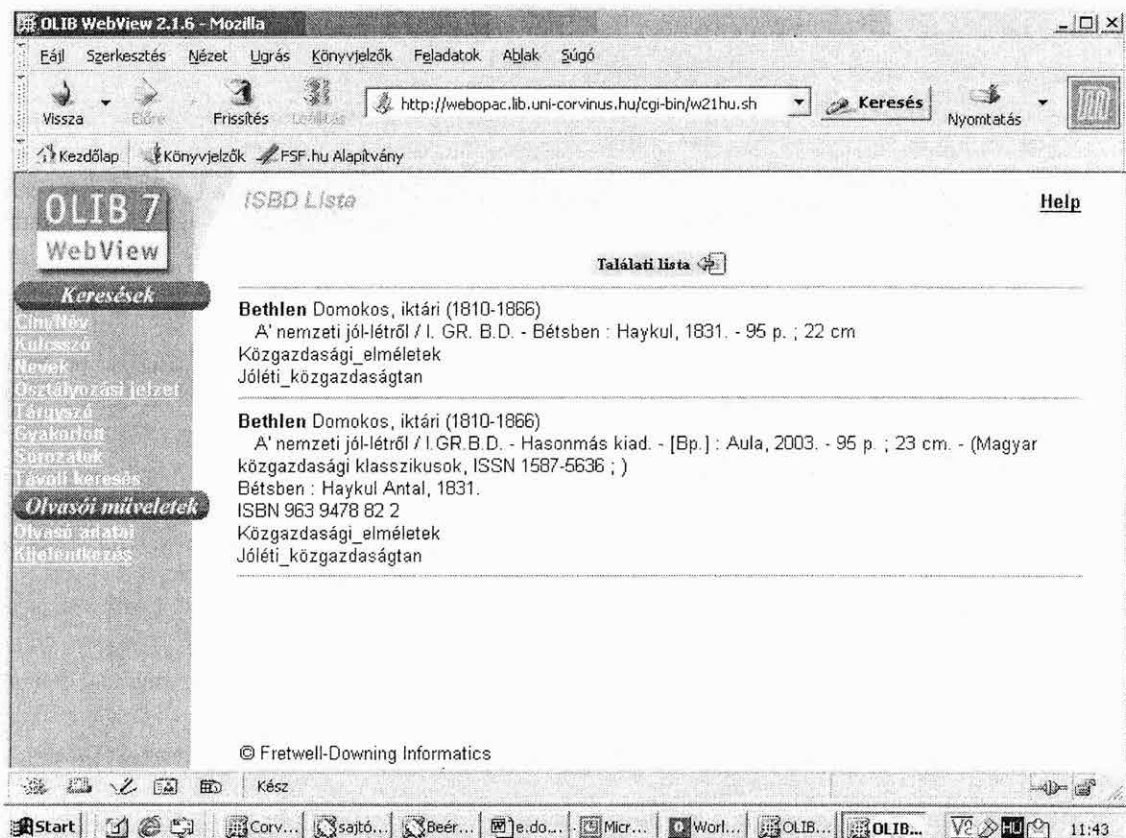 OLIB WebView 2.1.6 - Mozilla
Fájl Szerkesztés Nézet Ugrás Könyvjelzők Feladatok Ablak Súgó
Vissza Előre Frissítés Leállítás http://webopac.lib.uni-corvinus.hu/cgi-bin/w21hu.sh Keresés Nyomtatás
Kezdőlap Könyvjelzők FSF.hu Alapítvány
OLIB 7
WebView
ISBD Lista
Help
Találati lista
Keresések
Cím/Név
Kulcsszó
Nevek
Osztályozási jelzet
Tárgyszó
Gyakorlott
Sorozatok
Távoli keresés
Olvasói műveletek
Olvasó adatai
Kijelentkezés
Bethlen Domokos, iktári (1810-1866)
A' nemzeti jól-létről / I. GR. B.D. - Bétsben : Haykul, 1831. - 95 p. ; 22 cm
Közgazdasági_elméletek
Jóléti_közgazdaságtan
Bethlen Domokos, iktári (1810-1866)
A' nemzeti jól-létről / I.GR.B.D. - Hasonmás kiad. - [Bp.] : Aula, 2003. - 95 p. ; 23 cm. - (Magyar
közgazdasági klasszikusok, ISSN 1587-5636 ; )
Bétsben : Haykul Antal, 1831.
ISBN 963 9478 82 2
Közgazdasági_elméletek
Jóléti_közgazdaságtan
© Fretwell-Downing Informatics
Kész
Start Corv... sajtó... Beér... e.do... Micr... Worl... OLIB... OLIB... HU 11:43